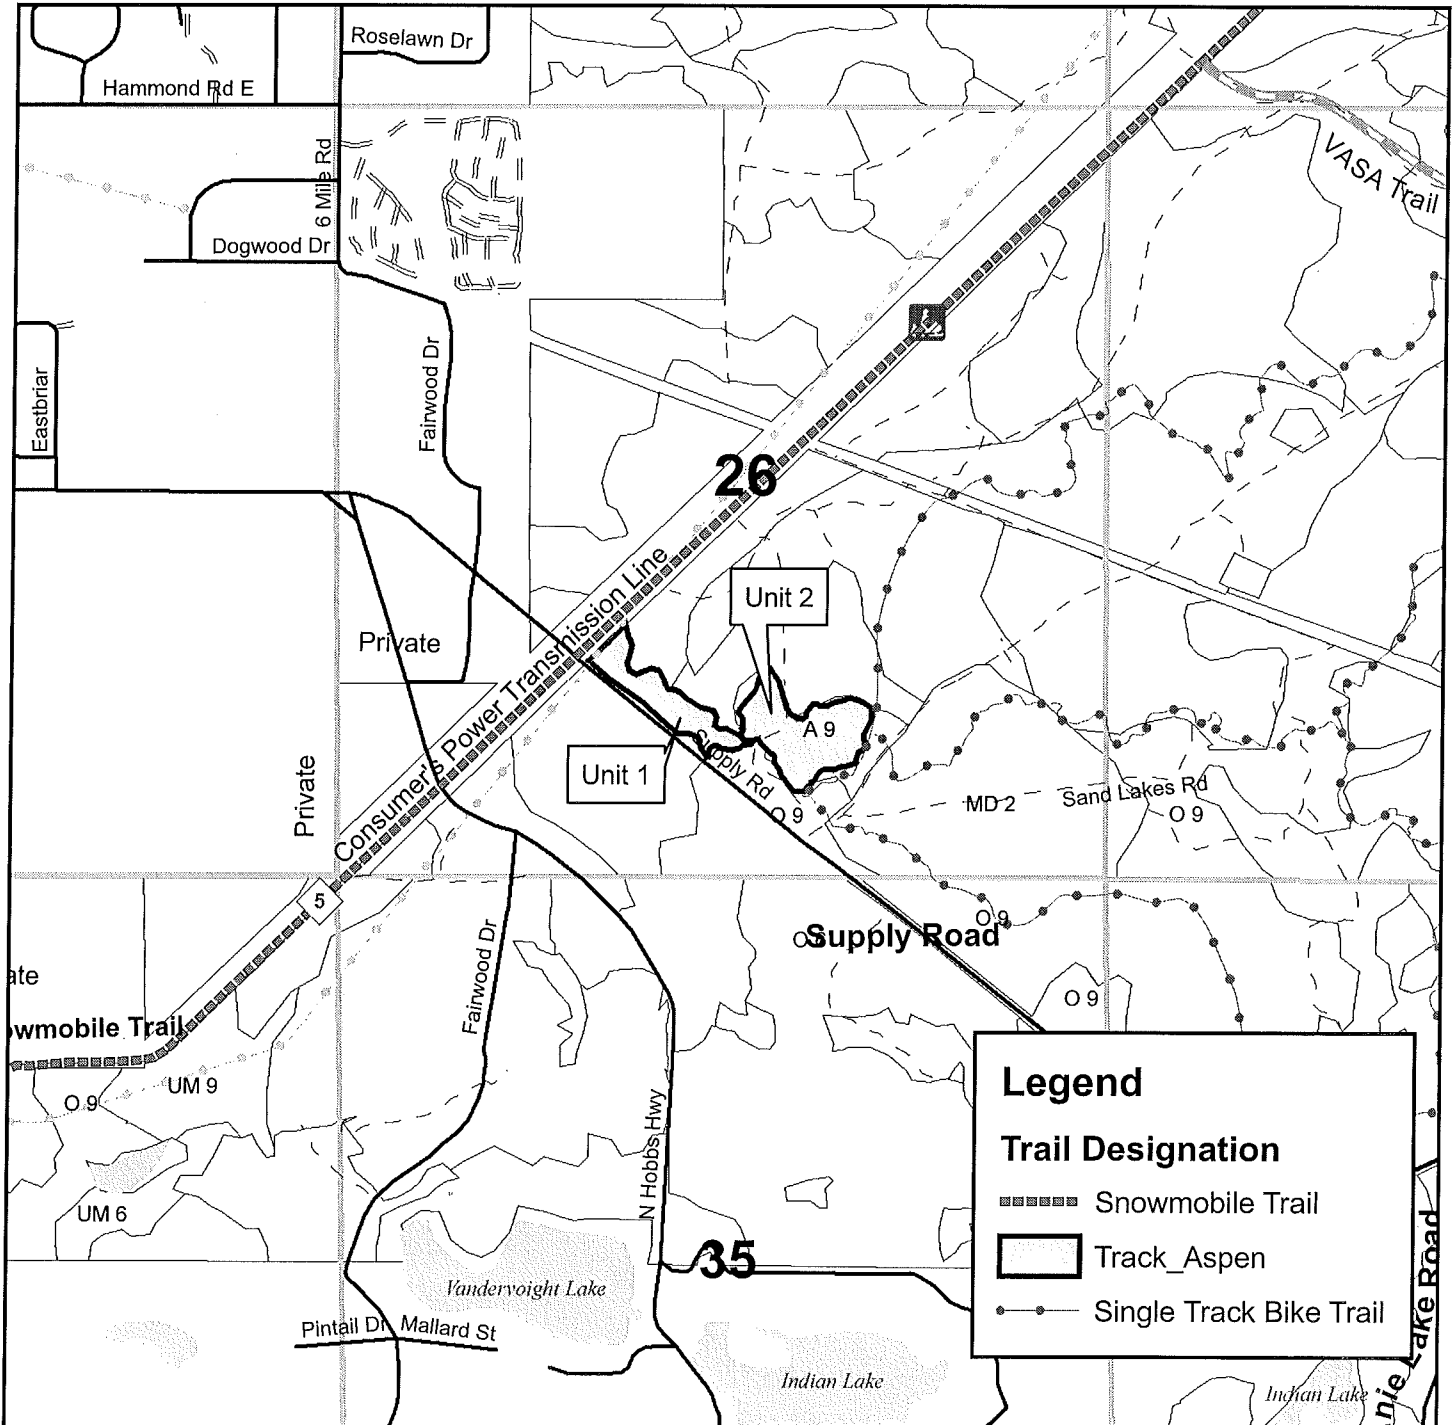 Roselawn Dr
Hammond Rd E
6 Mile Rd
VASA Trail
Dogwood Dr
Fairwood Dr
Eastbriar
26
Consumer's Power Transmission Line
Unit 2
Private
A 9
Unit 1
Supply Rd
Private
O 9
MD 2
Sand Lakes Rd
O 9
5
O 9
Supply Road
Fairwood Dr
ate
O 9
owmobile Trail
UM 9
O 9
N Hobbs Hwy
UM 6
35
Vandervoight Lake
Pintail Dr
Mallard St
Indian Lake
Legend
Trail Designation
Snowmobile Trail
Track_Aspen
Single Track Bike Trail
Indian Lake
nie Lake Road